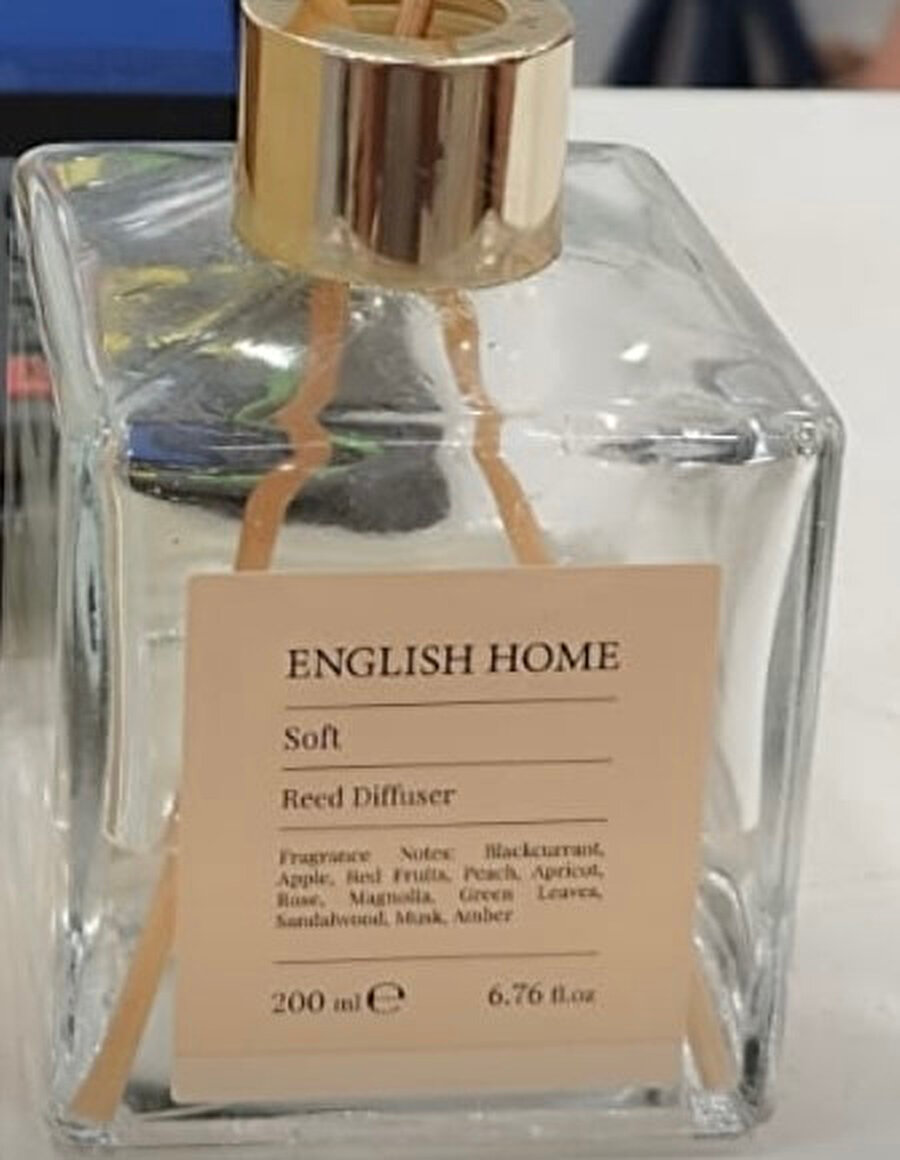 ENGLISH HOME
Soft
Reed Diffuser
Fragrance Notes: Blackcurrant,
Apple, Red Fruits, Peach, Apricot,
Rose, Magnolia, Green Leaves,
Sandalwood, Musk, Amber
200 ml ℮ 6.76 fl.oz